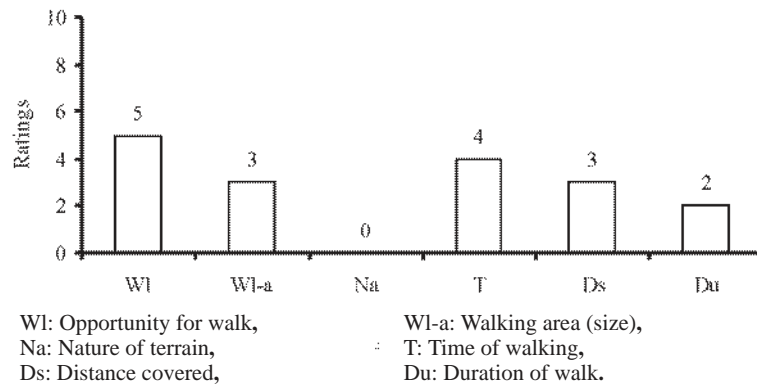 10
8
6
4
2
0
Ratings
5
3
0
4
3
2
Wl Wl-a Na T Ds Du
Wl: Opportunity for walk, Wl-a: Walking area (size),
Na: Nature of terrain, T: Time of walking,
Ds: Distance covered, Du: Duration of walk.